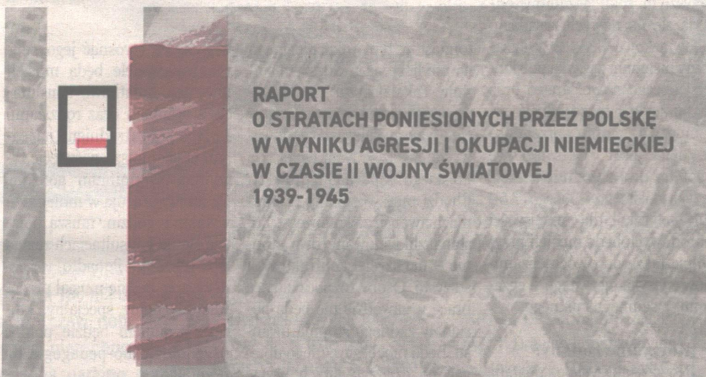 RAPORT
O STRATACH PONIESIONYCH PRZEZ POLSKĘ
W WYNIKU AGRESJI I OKUPACJI NIEMIECKIEJ
W CZASIE II WOJNY ŚWIATOWEJ
1939-1945